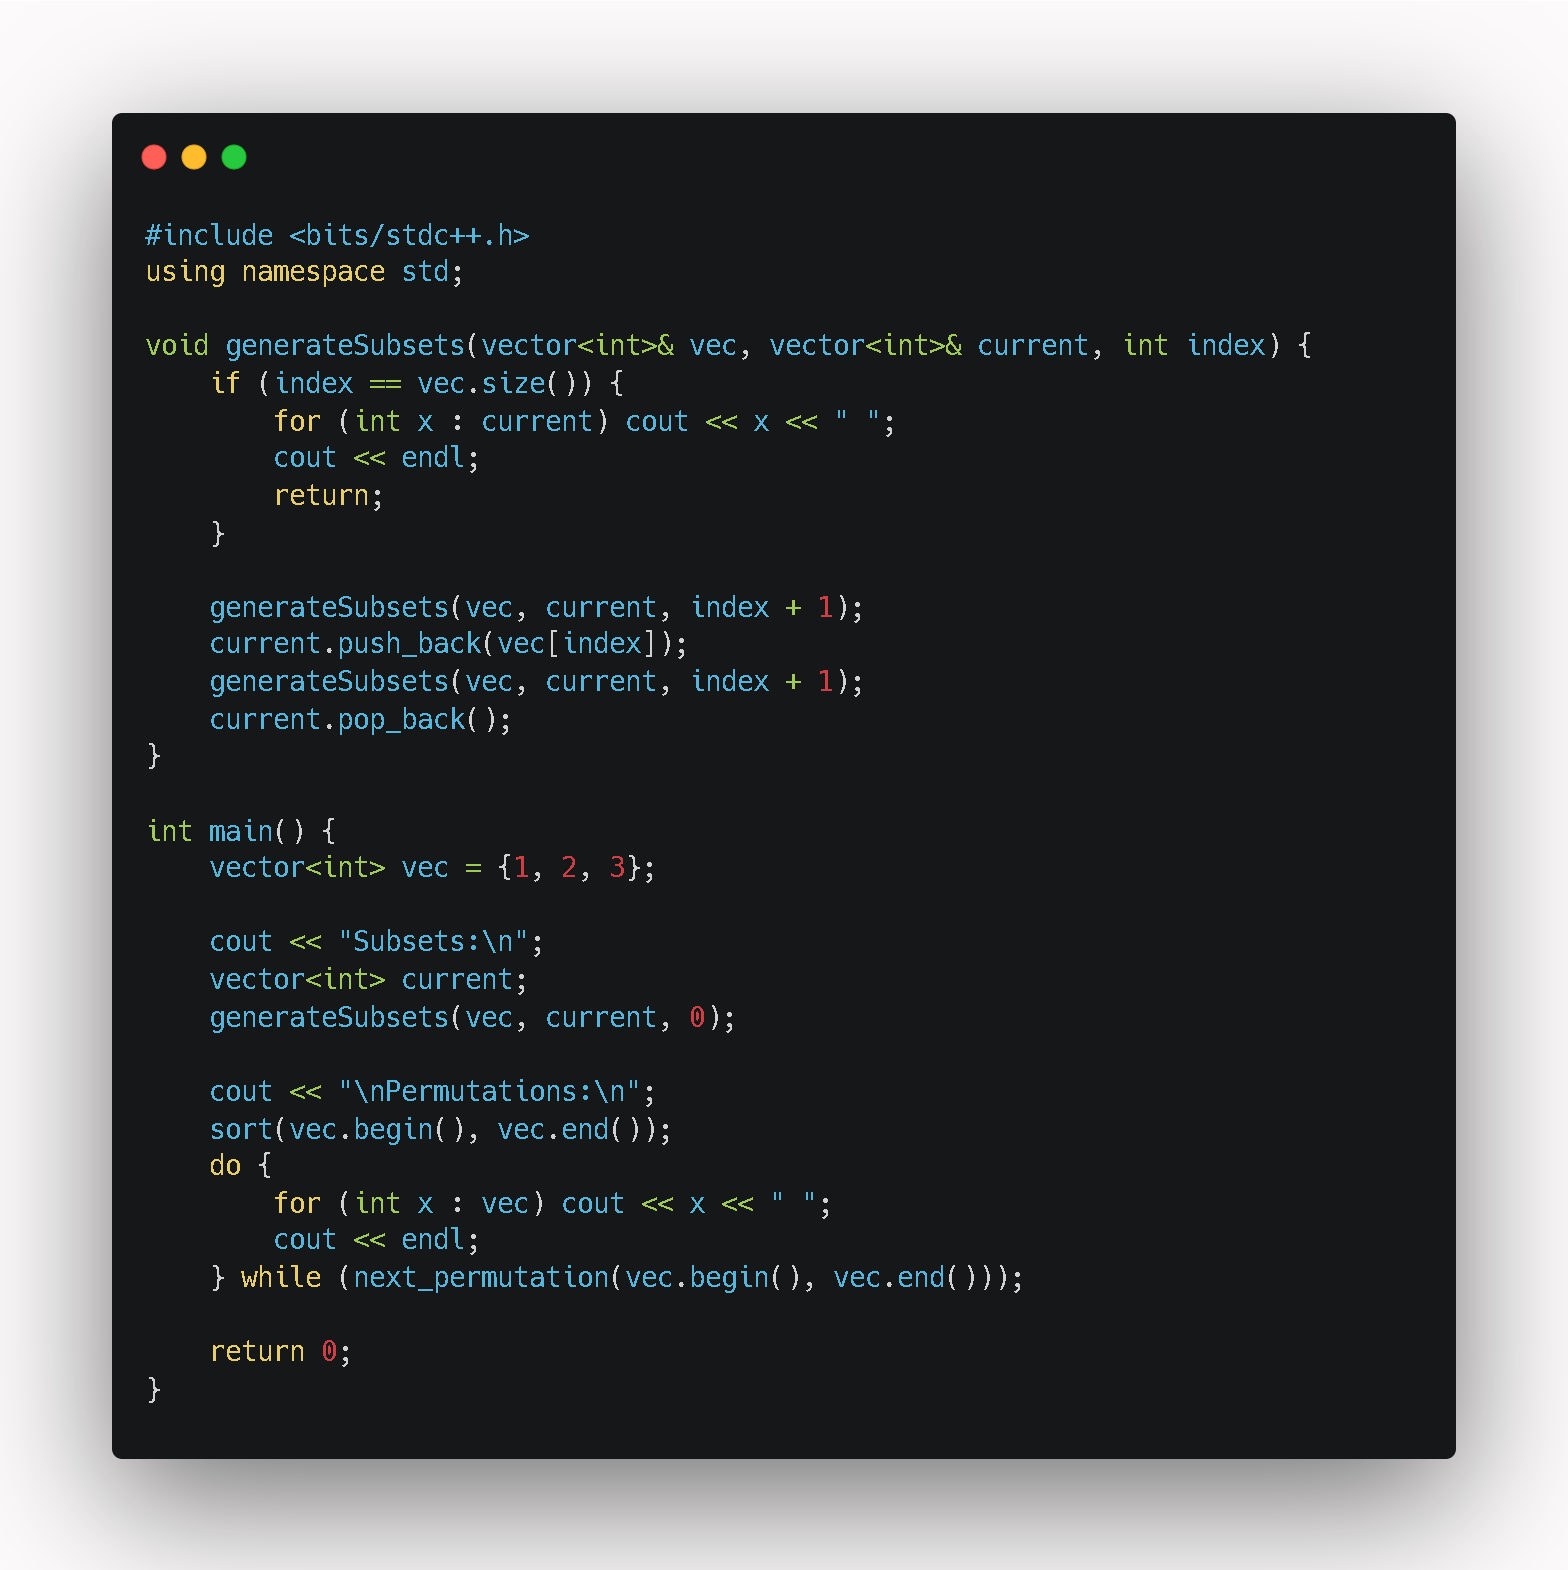 #include <bits/stdc++.h>
using namespace std;

void generateSubsets(vector<int>& vec, vector<int>& current, int index) {
    if (index == vec.size()) {
        for (int x : current) cout << x << " ";
        cout << endl;
        return;
    }

    generateSubsets(vec, current, index + 1);
    current.push_back(vec[index]);
    generateSubsets(vec, current, index + 1);
    current.pop_back();
}

int main() {
    vector<int> vec = {1, 2, 3};

    cout << "Subsets:\n";
    vector<int> current;
    generateSubsets(vec, current, 0);

    cout << "\nPermutations:\n";
    sort(vec.begin(), vec.end());
    do {
        for (int x : vec) cout << x << " ";
        cout << endl;
    } while (next_permutation(vec.begin(), vec.end()));

    return 0;
}